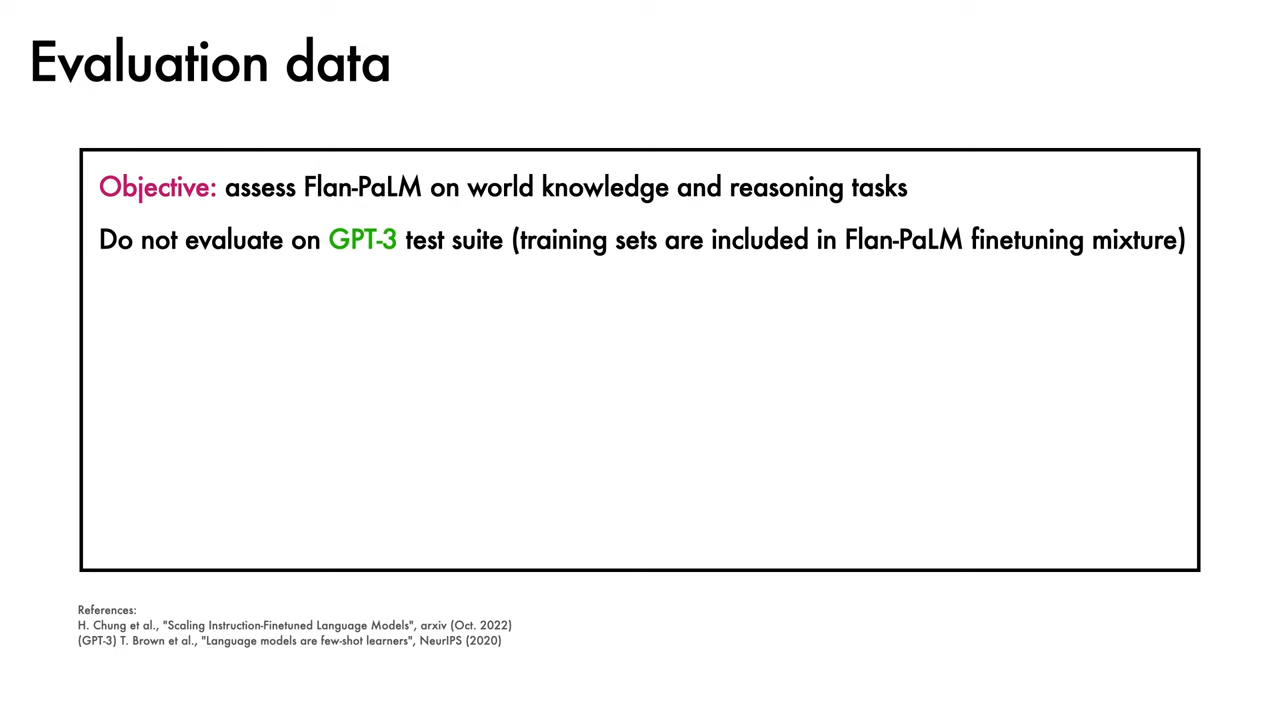 Evaluation data
Objective: assess Flan-PaLM on world knowledge and reasoning tasks
Do not evaluate on GPT-3 test suite (training sets are included in Flan-PaLM finetuning mixture)
References:
H. Chung et al., "Scaling Instruction-Finetuned Language Models", arxiv (Oct. 2022)
(GPT-3) T. Brown et al., "Language models are few-shot learners", NeurIPS (2020)